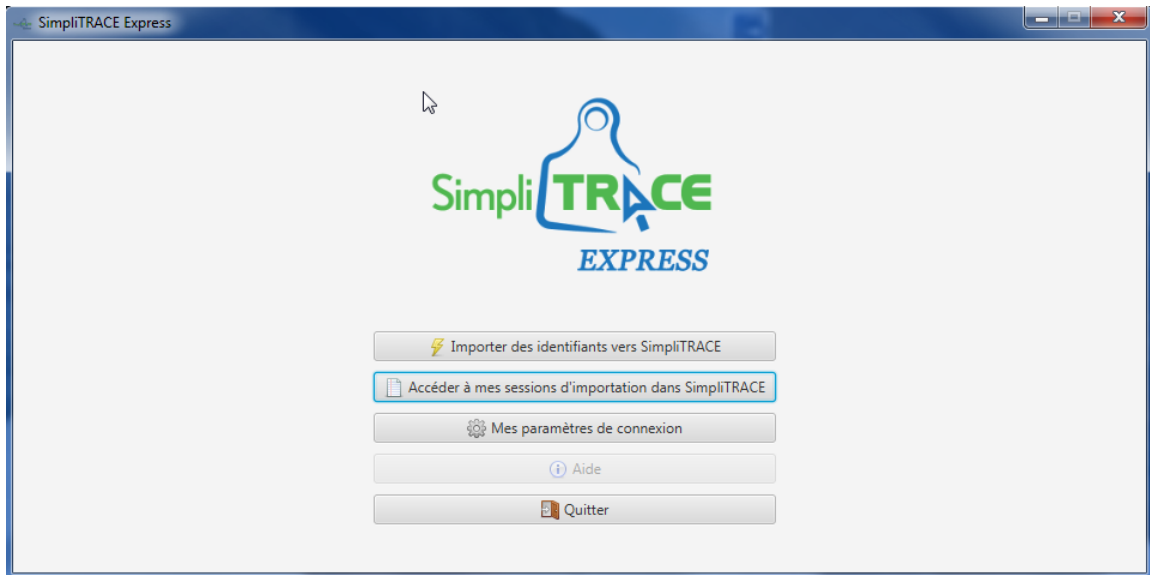 SimpliTRACE Express
SimpliTRACE
EXPRESS
Importer des identifiants vers SimpliTRACE
Accéder à mes sessions d'importation dans SimpliTRACE
Mes paramètres de connexion
Aide
Quitter